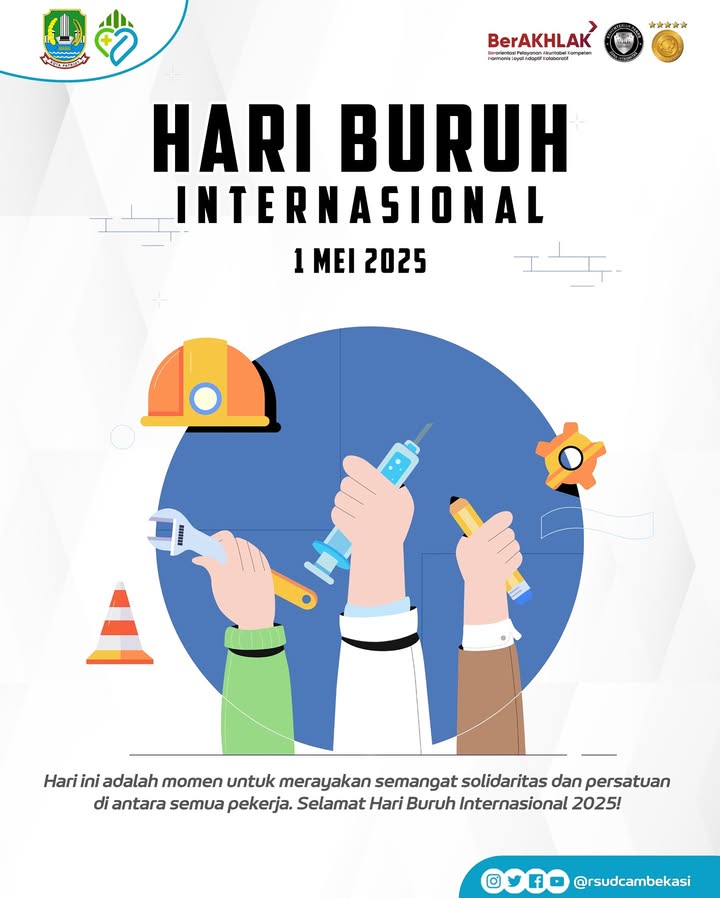 BerAKHLAK
Berorientasi Pelayanan Akuntabel Kompeten
Harmonis Loyal Adaptif Kolaboratif
HARI BURUH
INTERNASIONAL
1 MEI 2025
Hari ini adalah momen untuk merayakan semangat solidaritas dan persatuan
di antara semua pekerja. Selamat Hari Buruh Internasional 2025!
@rsudcambekasi